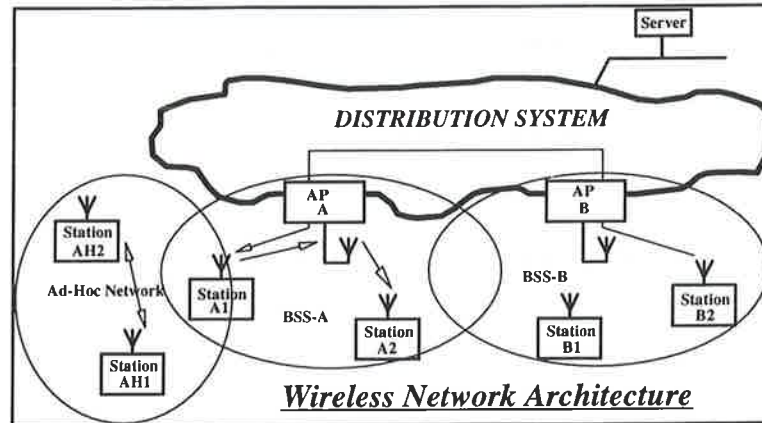 Server
DISTRIBUTION SYSTEM
AP
A
AP
B
Station
AH2
Ad-Hoc Network
Station
A1
BSS-A
Station
A2
BSS-B
Station
B1
Station
B2
Station
AH1
Wireless Network Architecture